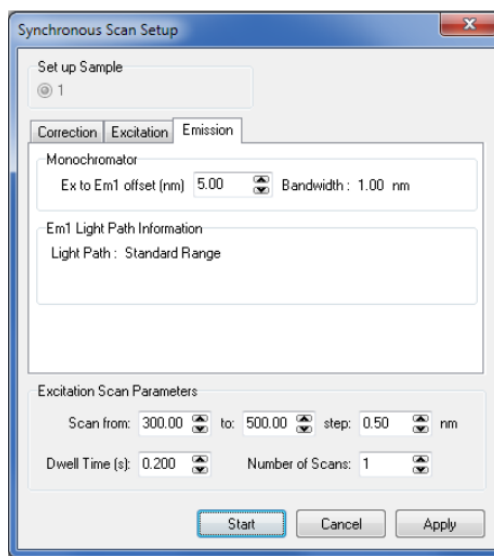 Synchronous Scan Setup
Set up Sample
1
Correction Excitation Emission
Monochromator
Ex to Em1 offset (nm) 5.00 Bandwidth : 1.00 nm
Em1 Light Path Information
Light Path : Standard Range
Excitation Scan Parameters
Scan from: 300.00 to: 500.00 step: 0.50 nm
Dwell Time (s): 0.200 Number of Scans: 1
Start Cancel Apply